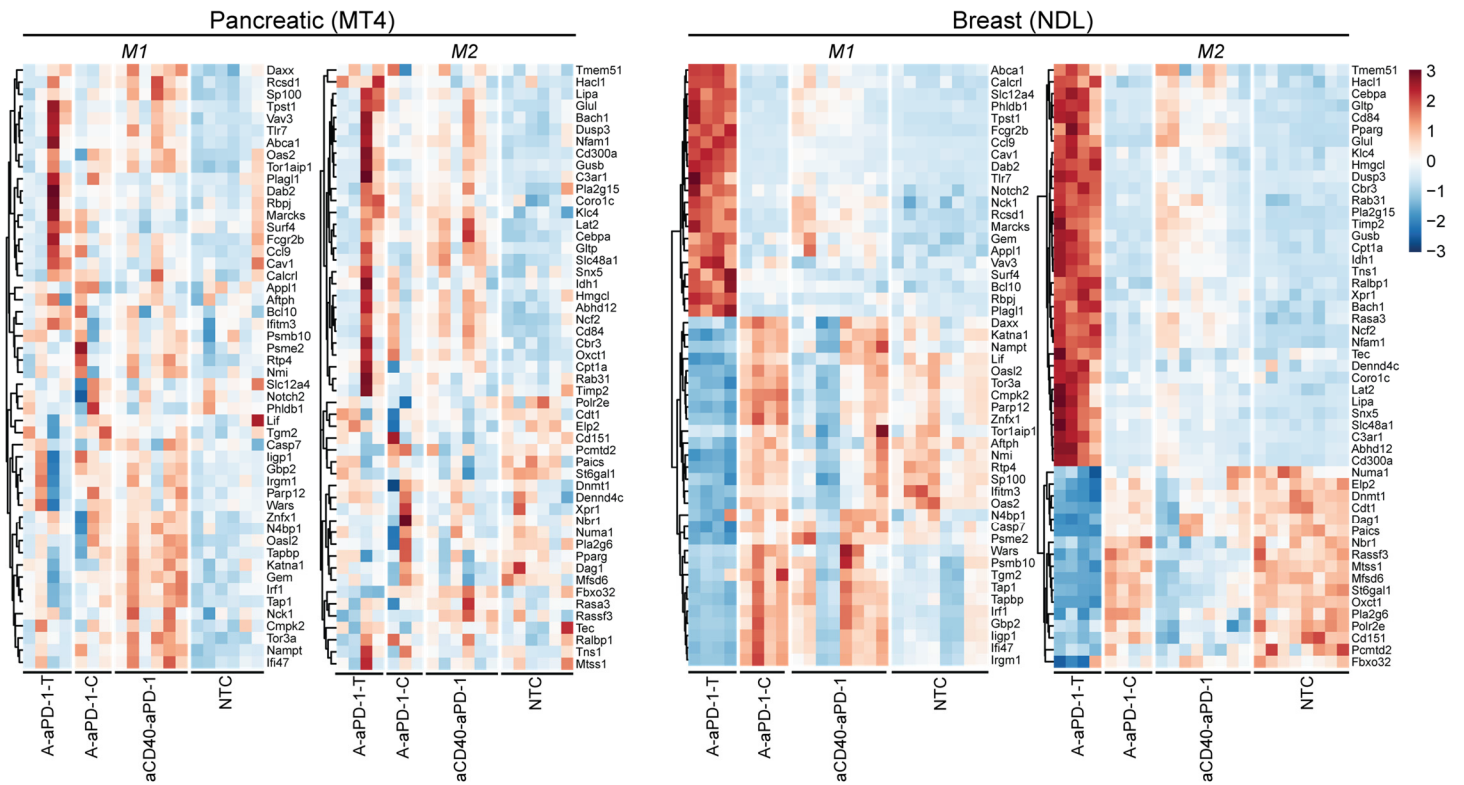 Pancreatic (MT4)
Breast (NDL)
M1
M2
M1
M2
Daxx
Rcsd1
Sp100
Tpst1
Vav3
Tlr7
Abca1
Oas2
Tor1aip1
Plagl1
Dab2
Rbpj
Marcks
Surf4
Fcgr2b
Ccl9
Cav1
Calcrl
Appl1
Aftph
Bcl10
Ifitm3
Psmb10
Psme2
Rtp4
Nmi
Slc12a4
Notch2
Phldb1
Lif
Tgm2
Casp7
Iigp1
Gbp2
Irgm1
Parp12
Wars
Znfx1
N4bp1
Oasl2
Tapbp
Katna1
Gem
Irf1
Tap1
Nck1
Cmpk2
Tor3a
Nampt
Ifi47
A-aPD-1-T
A-aPD-1-C
aCD40-aPD-1
NTC
Tmem51
Hacl1
Lipa
Glul
Bach1
Dusp3
Nfam1
Cd300a
Gusb
C3ar1
Pla2g15
Coro1c
Klc4
Lat2
Cebpa
Gltp
Slc48a1
Snx5
Idh1
Hmgcl
Abhd12
Ncf2
Cd84
Cbr3
Oxct1
Cpt1a
Rab31
Timp2
Polr2e
Cdt1
Elp2
Cd151
Pcmtd2
Paics
St6gal1
Dnmt1
Dennd4c
Xpr1
Nbr1
Numa1
Pla2g6
Pparg
Dag1
Mfsd6
Fbxo32
Rasa3
Rassf3
Tec
Ralbp1
Tns1
Mtss1
A-aPD-1-T
A-aPD-1-C
aCD40-aPD-1
NTC
Abca1
Calcrl
Slc12a4
Phldb1
Tpst1
Fcgr2b
Ccl9
Cav1
Dab2
Tlr7
Notch2
Nck1
Rcsd1
Marcks
Gem
Appl1
Vav3
Surf4
Bcl10
Rbpj
Plagl1
Daxx
Katna1
Nampt
Lif
Oasl2
Tor3a
Cmpk2
Parp12
Znfx1
Tor1aip1
Aftph
Nmi
Rtp4
Sp100
Ifitm3
Oas2
N4bp1
Casp7
Psme2
Wars
Psmb10
Tgm2
Tap1
Tapbp
Irf1
Gbp2
Iigp1
Ifi47
Irgm1
A-aPD-1-T
A-aPD-1-C
aCD40-aPD-1
NTC
Tmem51
Hacl1
Cebpa
Gltp
Cd84
Pparg
Glul
Klc4
Hmgcl
Dusp3
Cbr3
Rab31
Pla2g15
Timp2
Gusb
Cpt1a
Idh1
Tns1
Ralbp1
Xpr1
Bach1
Rasa3
Ncf2
Nfam1
Tec
Dennd4c
Coro1c
Lat2
Lipa
Snx5
Slc48a1
C3ar1
Abhd12
Cd300a
Numa1
Elp2
Dnmt1
Cdt1
Dag1
Paics
Nbr1
Rassf3
Mtss1
Mfsd6
St6gal1
Oxct1
Pla2g6
Polr2e
Cd151
Pcmtd2
Fbxo32
A-aPD-1-T
A-aPD-1-C
aCD40-aPD-1
NTC
3
2
1
0
−1
−2
−3